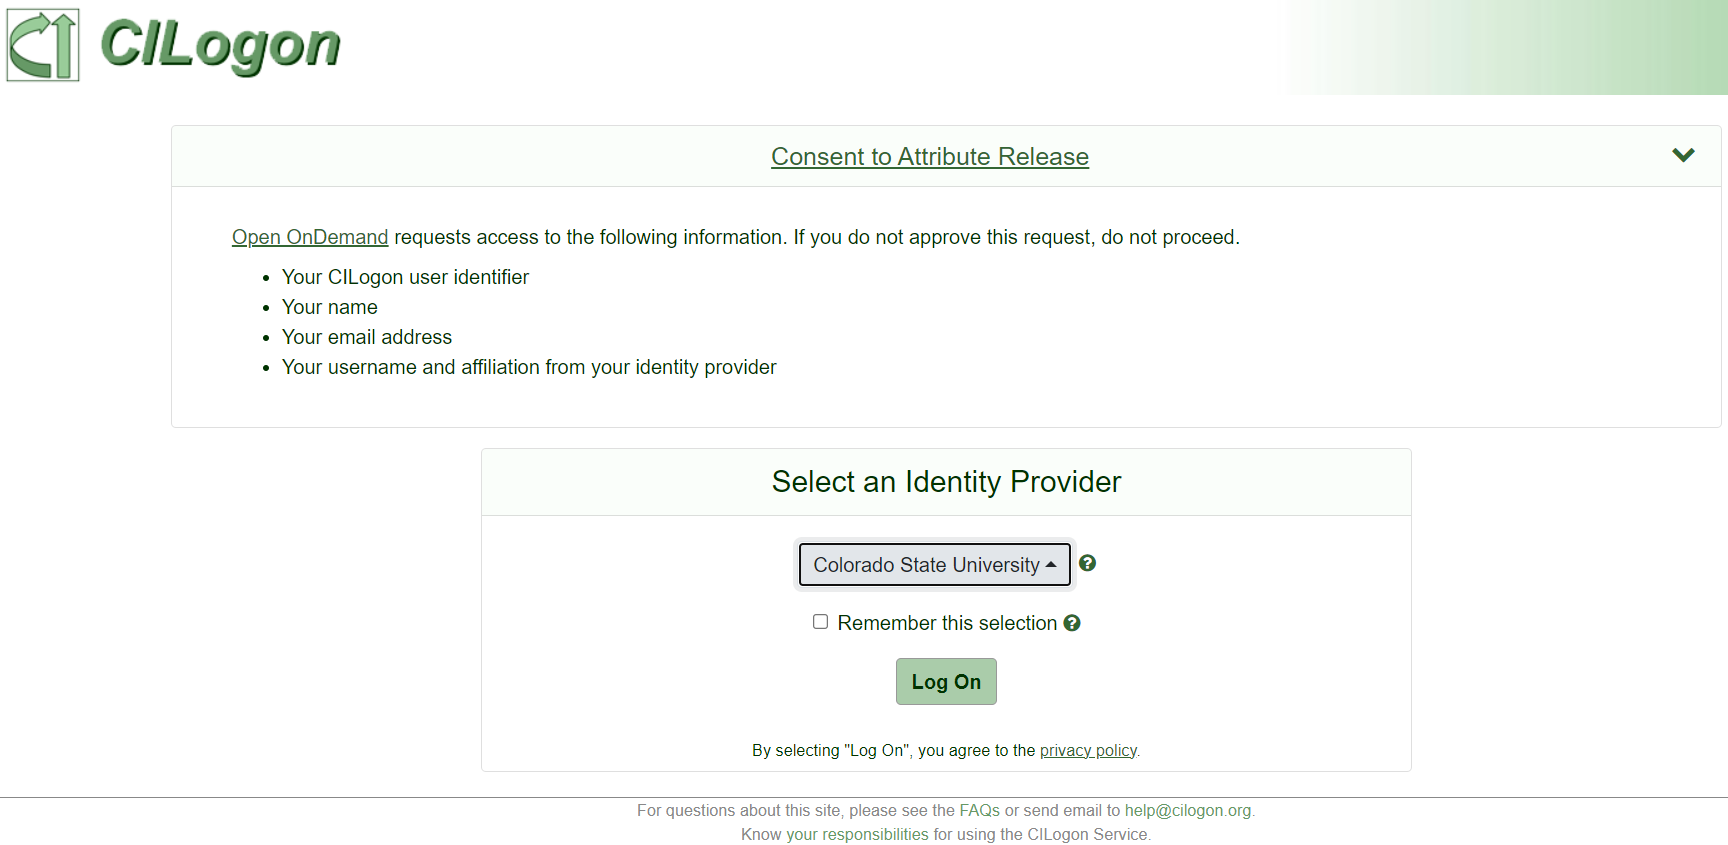 CILogon
Consent to Attribute Release
Open OnDemand requests access to the following information. If you do not approve this request, do not proceed.
• Your CILogon user identifier
• Your name
• Your email address
• Your username and affiliation from your identity provider
Select an Identity Provider
Colorado State University
Remember this selection
Log On
By selecting "Log On", you agree to the privacy policy.
For questions about this site, please see the FAQs or send email to help@cilogon.org.
Know your responsibilities for using the CILogon Service.